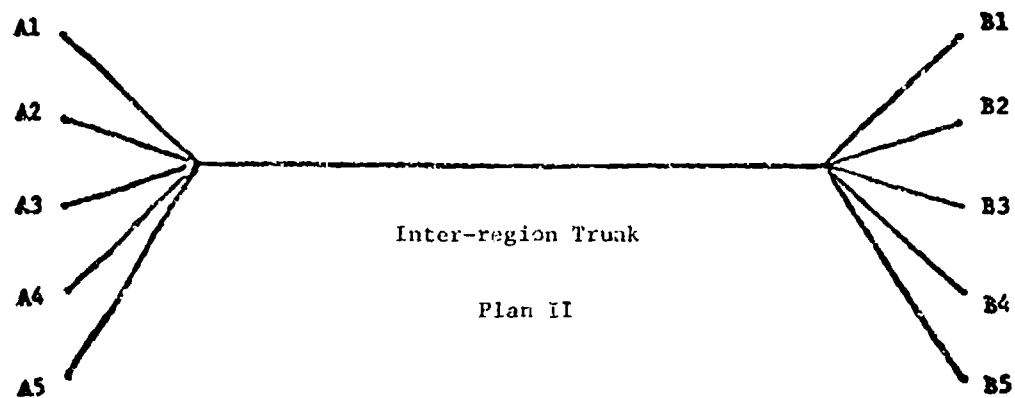 A1
B1
A2
B2
A3
B3
Inter-region Trunk
A4
B4
Plan II
A5
B5